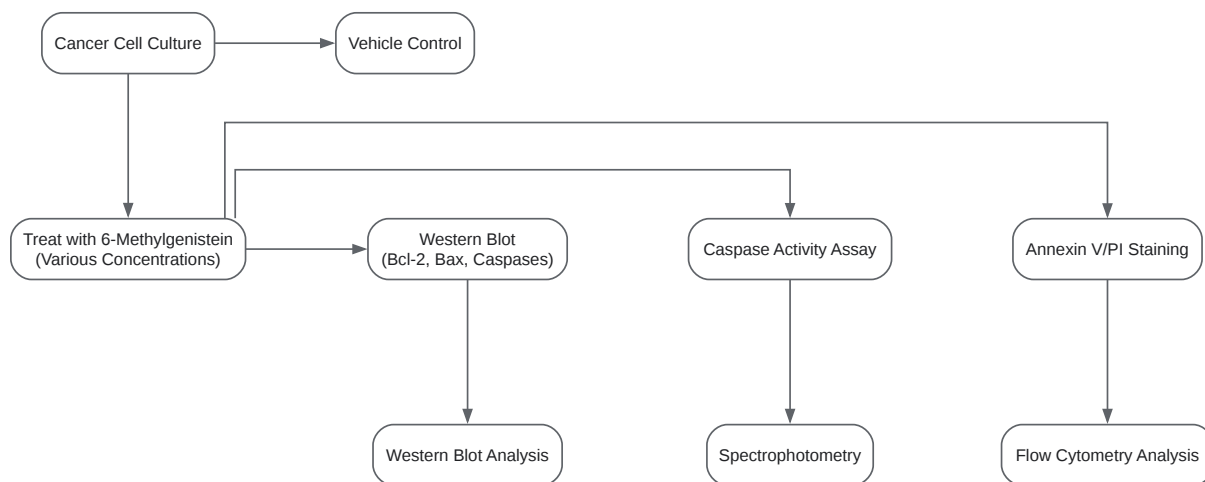 Cancer Cell Culture
Vehicle Control
Treat with 6-Methylgenistein
(Various Concentrations)
Western Blot
(Bcl-2, Bax, Caspases)
Caspase Activity Assay
Annexin V/PI Staining
Western Blot Analysis
Spectrophotometry
Flow Cytometry Analysis